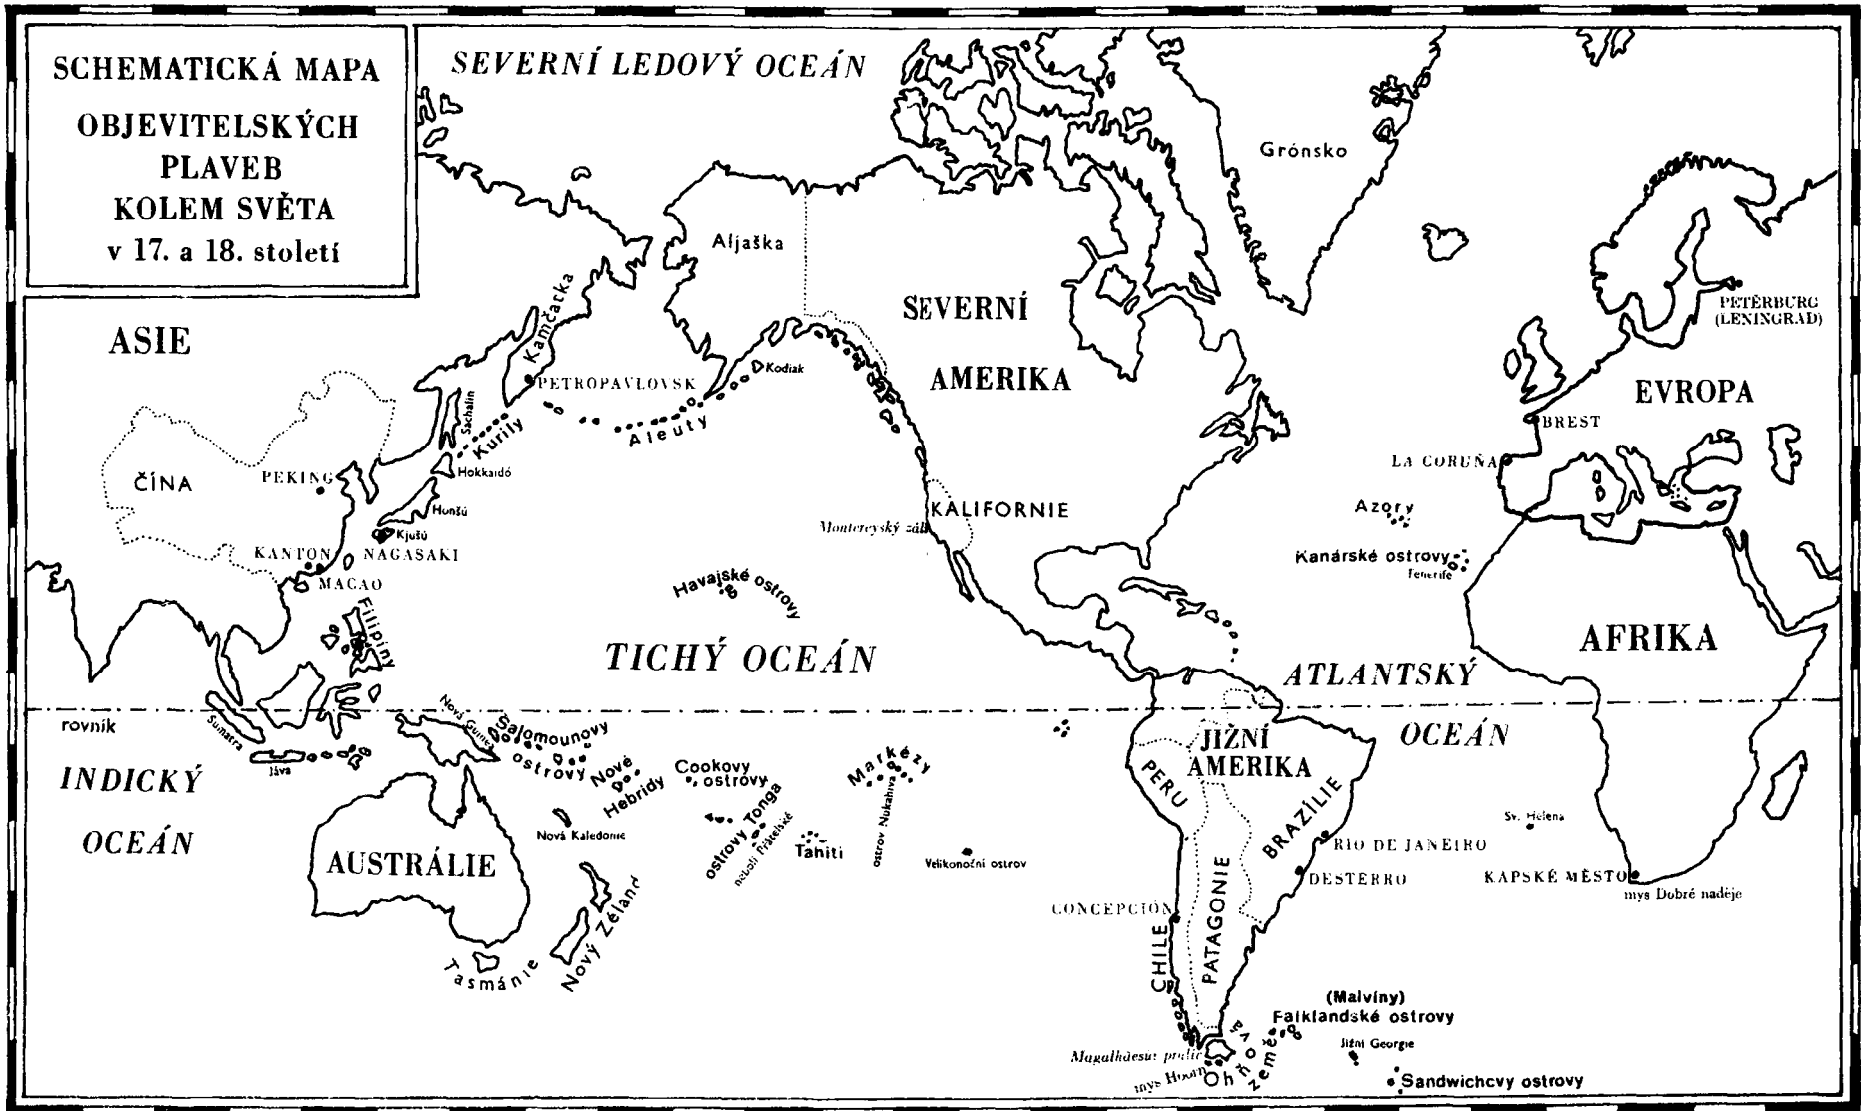 SCHEMATICKÁ MAPA
OBJEVITELSKÝCH
PLAVEB
KOLEM SVĚTA
v 17. a 18. století
SEVERNÍ LEDOVÝ OCEÁN
Grónsko
Aljaška
Kamčatka
SEVERNÍ
AMERIKA
PETĚRBURG
(LENINGRAD)
ASIE
Kodiak
PETROPAVLOVSK
EVROPA
Sachalin
Kurily
Aleuty
BREST
LA CORUÑA
Hokkaidó
ČÍNA
PEKING
Honšú
KALIFORNIE
Azory
Montereyský zál.
Kjušú
KANTON
NAGASAKI
Kanárské ostrovy
Tenerife
MACAO
Havajské ostrovy
Filipíny
AFRIKA
TICHÝ OCEÁN
ATLANTSKÝ
OCEÁN
rovník
Sumatra
Nová Guinea
Šalomounovy
ostrovy
JIŽNÍ
AMERIKA
INDICKÝ
OCEÁN
Jáva
Nové
Hebridy
Cookovy
ostrovy
Markézy
PERU
ostrov Nukahiva
ostrovy Tonga
neboli Přátelské
BRAZÍLIE
Nová Kaledonie
Sv. Helena
AUSTRÁLIE
Tahiti
Velikonoční ostrov
RIO DE JANEIRO
DESTERRO
KAPSKÉ MĚSTO
mys Dobré naděje
CONCEPCIÓN
PATAGONIE
CHILE
Nový Zéland
Tasmánie
(Malvíny)
Falklandské ostrovy
Jižní Georgie
Magalhãesův průliv
mys Hoorn
Ohňová
země
Sandwichcvy ostrovy